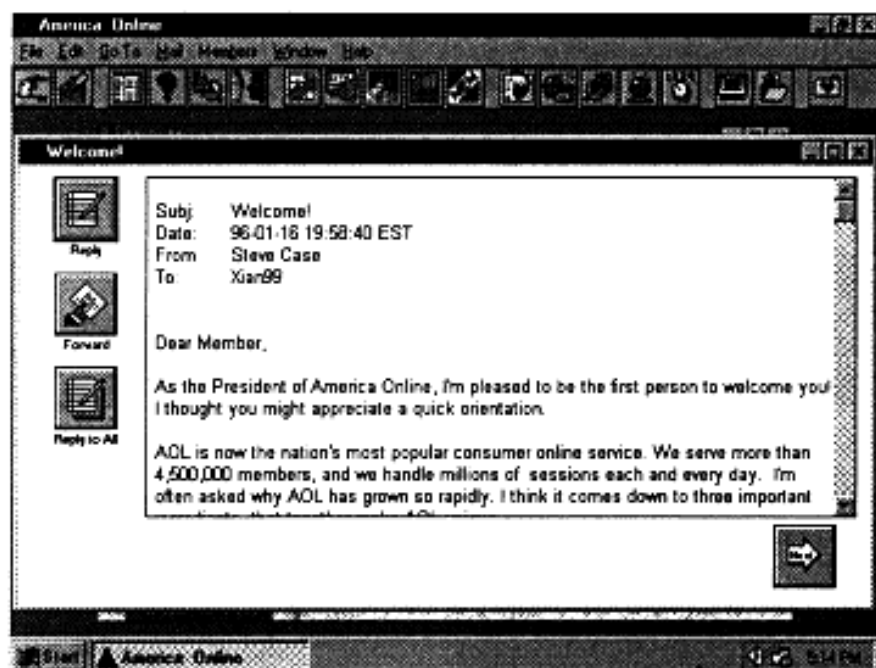 America Online
File Edit Go To Mail Members Window Help
Welcome!
Reply
Forward
Reply to All
Subj: Welcome!
Date: 96-01-16 19:58:40 EST
From Steve Case
To: Xian99
Dear Member,
As the President of America Online, I'm pleased to be the first person to welcome you!
I thought you might appreciate a quick orientation.
AOL is now the nation's most popular consumer online service. We serve more than
4,500,000 members, and we handle millions of sessions each and every day. I'm
often asked why AOL has grown so rapidly. I think it comes down to three important
Next
Start America Online